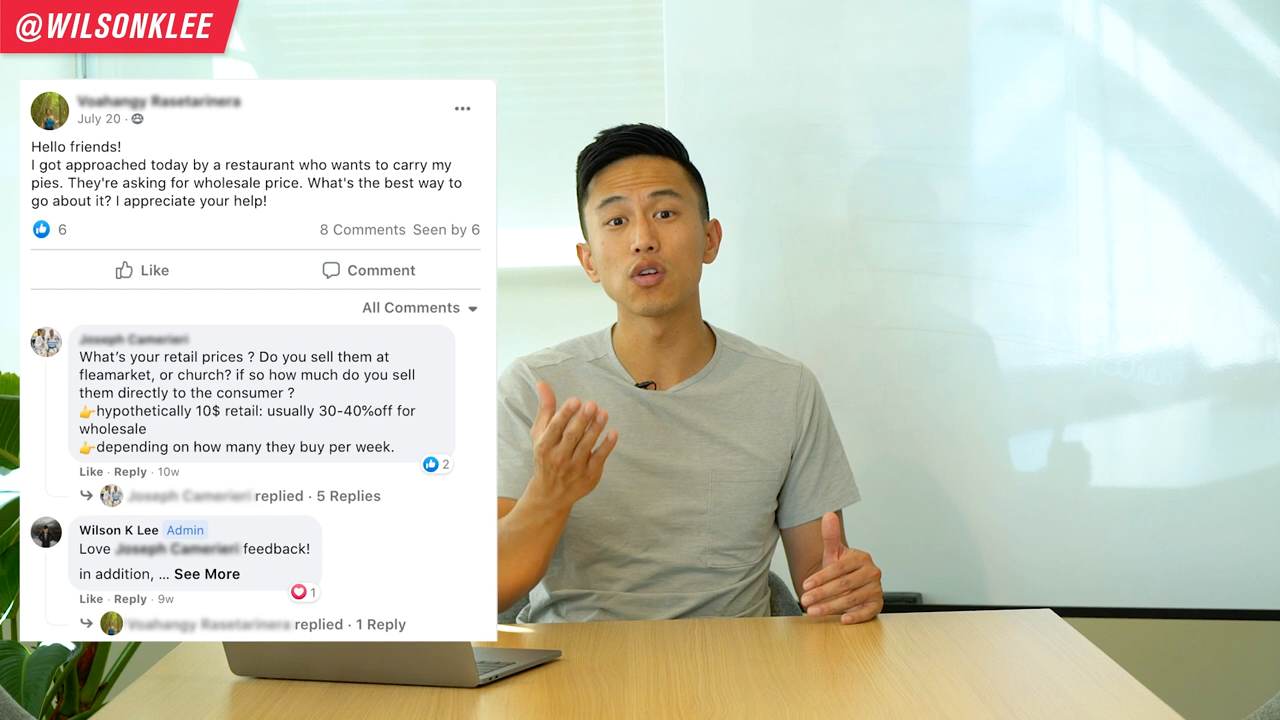 @WILSONKLEE
July 20
Hello friends!
I got approached today by a restaurant who wants to carry my
pies. They're asking for wholesale price. What's the best way to
go about it? I appreciate your help!
6
8 Comments Seen by 6
Like
Comment
All Comments
What's your retail prices ? Do you sell them at
fleamarket, or church? if so how much do you sell
them directly to the consumer ?
👉hypothetically 10$ retail: usually 30-40%off for
wholesale
👉depending on how many they buy per week.
Like · Reply · 10w
2
replied · 5 Replies
Wilson K Lee Admin
Love feedback!
in addition, ... See More
Like · Reply · 9w
1
replied · 1 Reply